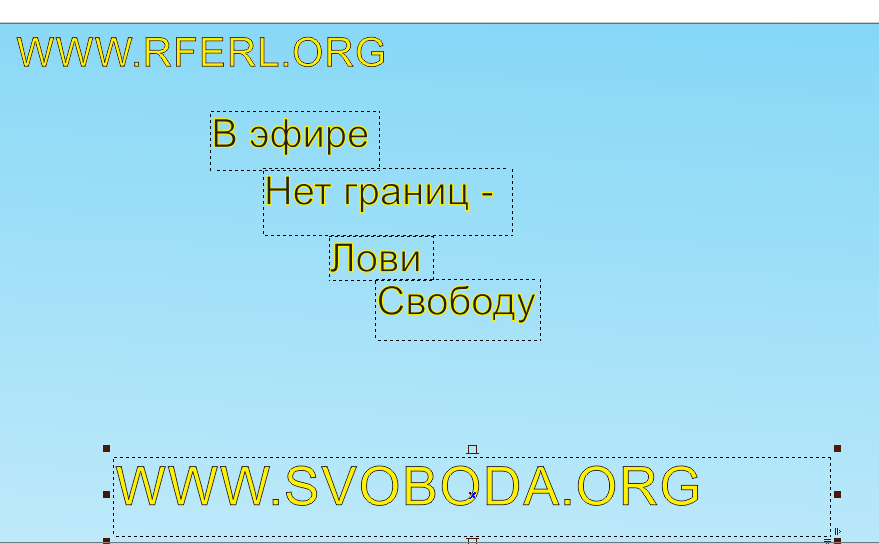 WWW.RFERL.ORG
В эфире
Нет границ -
Лови
Свободу
WWW.SVOBODA.ORG